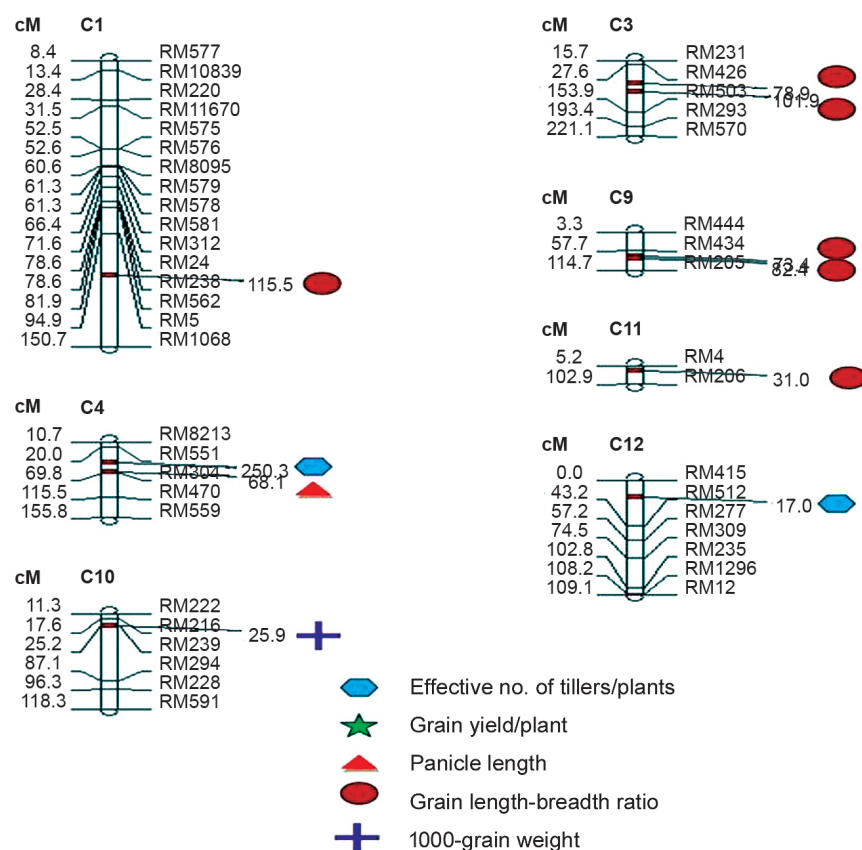 cM C1
8.4 RM577
13.4 RM10839
28.4 RM220
31.5 RM11670
52.5 RM575
52.6 RM576
60.6 RM8095
61.3 RM579
61.3 RM578
66.4 RM581
71.6 RM312
78.6 RM24
78.6 RM238 115.5
81.9 RM562
94.9 RM5
150.7 RM1068
cM C4
10.7 RM8213
20.0 RM551
69.8 RM304 250.3
68.1
115.5 RM470
155.8 RM559
cM C10
11.3 RM222
17.6 RM216 25.9
25.2 RM239
87.1 RM294
96.3 RM228
118.3 RM591
cM C3
15.7 RM231
27.6 RM426
153.9 RM503 78.9
101.9
193.4 RM293
221.1 RM570
cM C9
3.3 RM444
57.7 RM434
114.7 RM205 73.4
82.4
cM C11
5.2 RM4
102.9 RM206 31.0
cM C12
0.0 RM415
43.2 RM512 17.0
57.2 RM277
74.5 RM309
102.8 RM235
108.2 RM1296
109.1 RM12
Effective no. of tillers/plants
Grain yield/plant
Panicle length
Grain length-breadth ratio
1000-grain weight